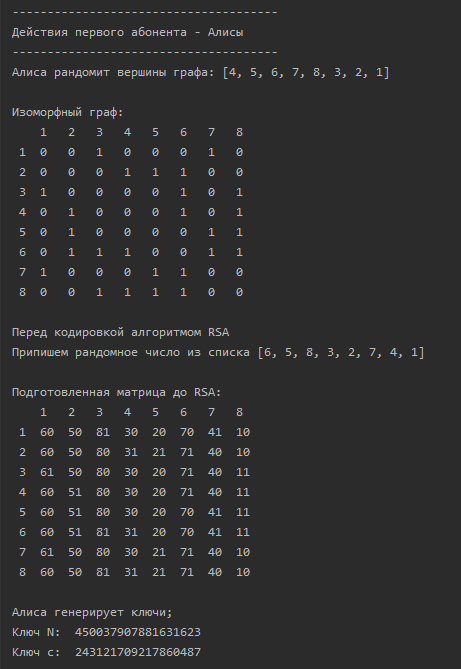 --------------------------------------
Действия первого абонента - Алисы
--------------------------------------
Алиса рандомит вершины графа: [4, 5, 6, 7, 8, 3, 2, 1]
Изоморфный граф:
1 2 3 4 5 6 7 8
1 0 0 1 0 0 0 1 0
2 0 0 0 1 1 1 0 0
3 1 0 0 0 0 1 0 1
4 0 1 0 0 0 1 0 1
5 0 1 0 0 0 0 1 1
6 0 1 1 1 0 0 1 1
7 1 0 0 0 1 1 0 0
8 0 0 1 1 1 1 0 0
Перед кодировкой алгоритмом RSA
Припишем рандомное число из списка [6, 5, 8, 3, 2, 7, 4, 1]
Подготовленная матрица до RSA:
1 2 3 4 5 6 7 8
1 60 50 81 30 20 70 41 10
2 60 50 80 31 21 71 40 10
3 61 50 80 30 20 71 40 11
4 60 51 80 30 20 71 40 11
5 60 51 80 30 20 70 41 11
6 60 51 81 31 20 70 41 11
7 61 50 80 30 21 71 40 10
8 60 50 81 31 21 71 40 10
Алиса генерирует ключи;
Ключ N: 450037907881631623
Ключ c: 243121709217860487